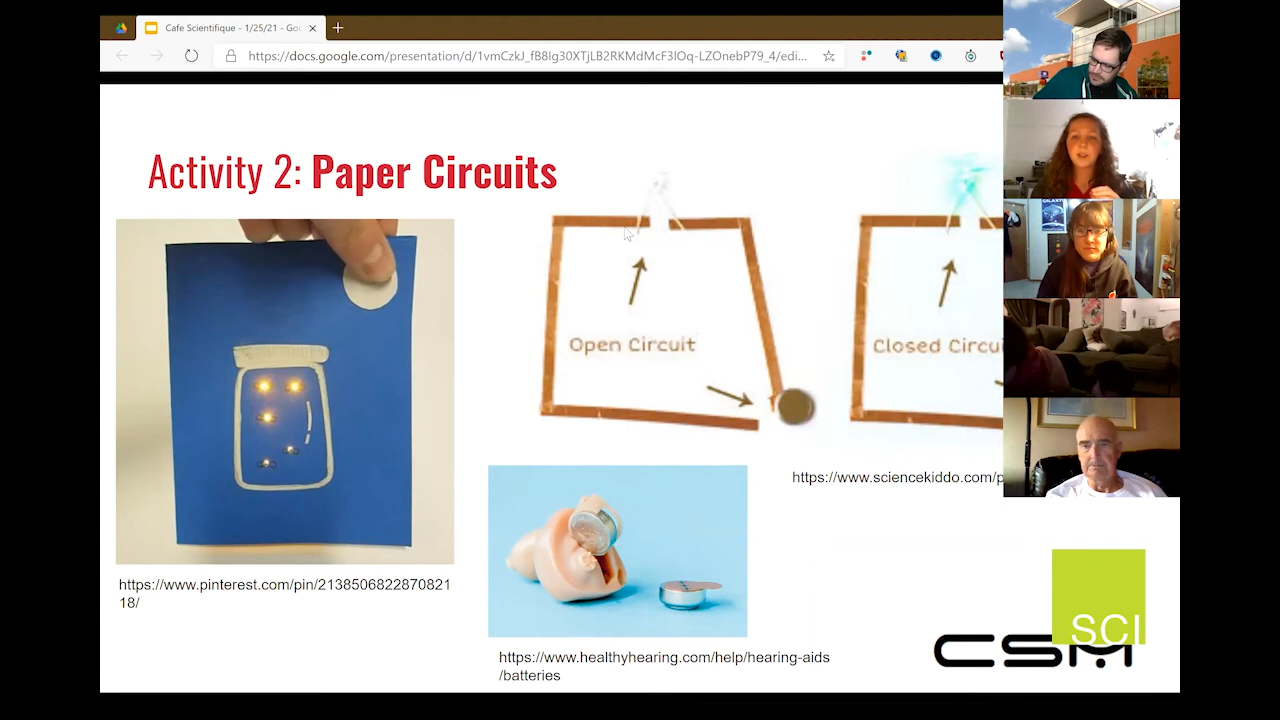 Cafe Scientifique - 1/25/21 - Goo
https://docs.google.com/presentation/d/1vmCzkJ_fB8Ig30XTjLB2RKMdMcF3lOq-LZOnebP79_4/edi...
Activity 2: Paper Circuits
Open Circuit
Closed Circui
https://www.sciencekiddo.com/p
https://www.pinterest.com/pin/2138506822870821
18/
https://www.healthyhearing.com/help/hearing-aids
/batteries
SCI
CSM